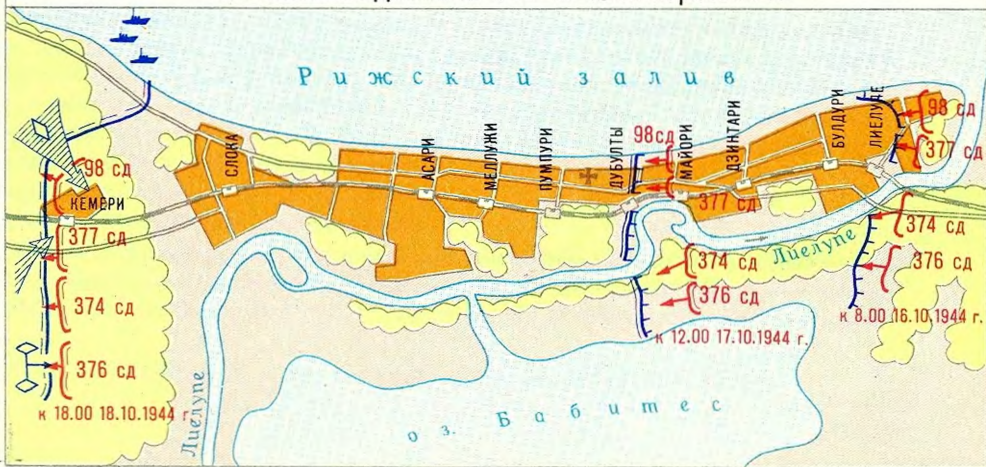 Рижский залив
СЛОКА
АСАРИ
МЕЛЛУЖИ
ПУМПУРИ
ДУБУЛТЫ
МАЙОРИ
ДЗИНТАРИ
БУЛДУРИ
ЛИЕЛУПЕ
98 сд
377 сд
374 сд
376 сд
к 8.00 16.10.1944 г.
98сд
377 сд
374 сд
376 сд
к 12.00 17.10.1944 г.
98 сд
КЕМЕРИ
377 сд
374 сд
376 сд
к 18.00 18.10.1944 г
Лиелупе
Лиелупе
оз. Бабитес